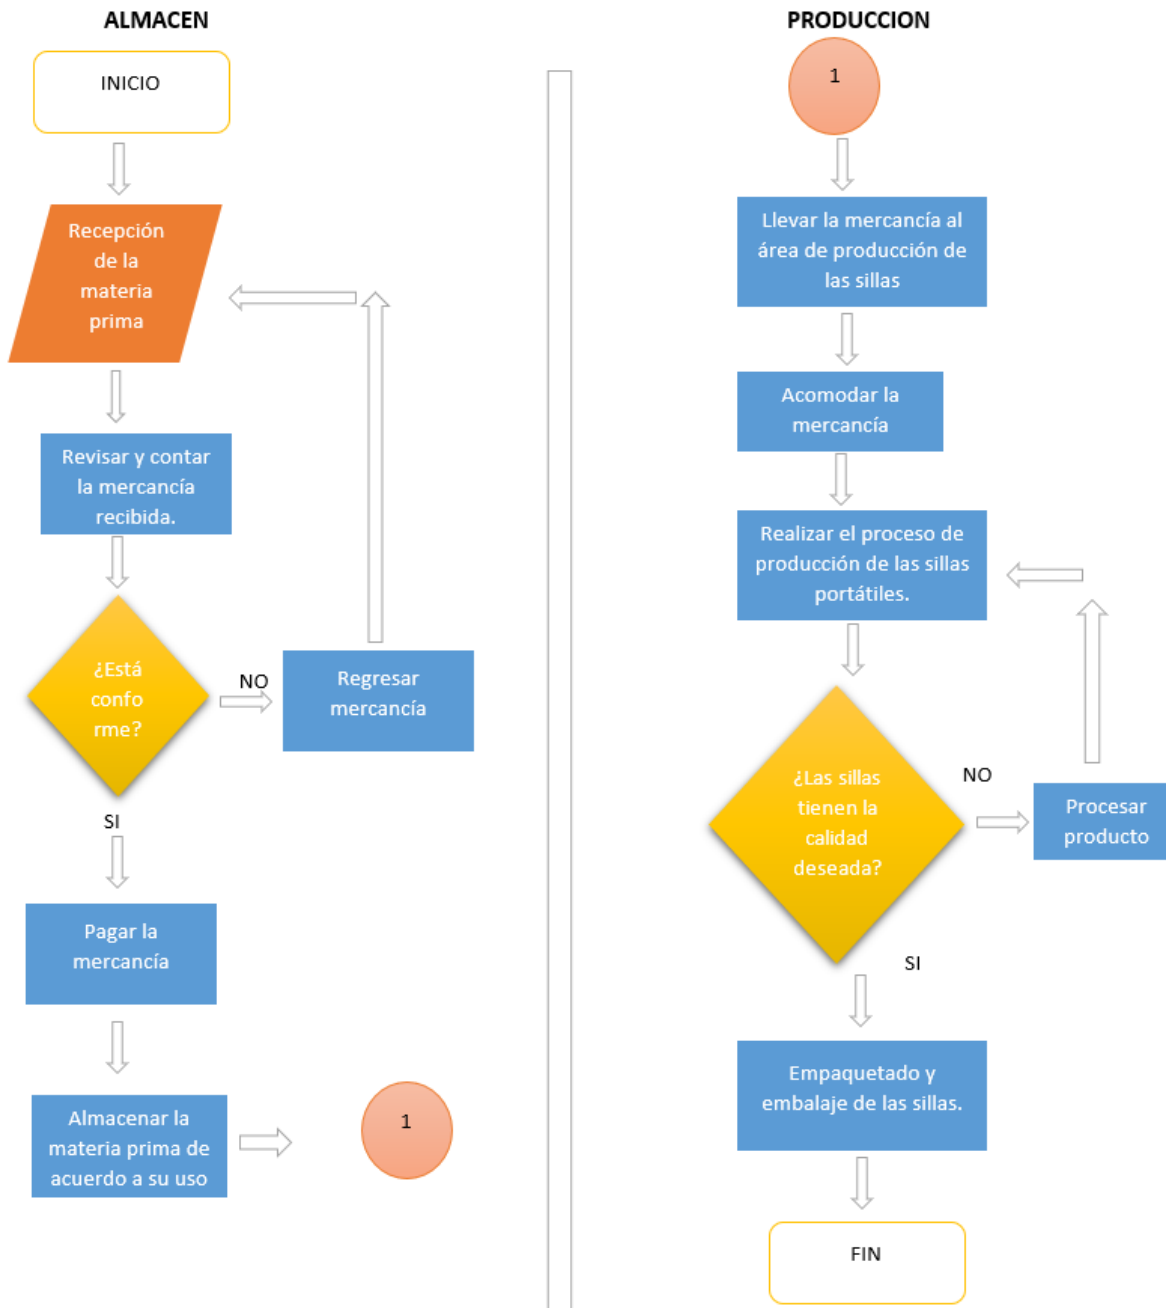 ALMACEN
INICIO
Recepción
de la
materia
prima
Revisar y contar
la mercancía
recibida.
¿Está
confo
rme?
NO
Regresar
mercancía
SI
Pagar la
mercancía
Almacenar la
materia prima de
acuerdo a su uso
1
PRODUCCION
1
Llevar la mercancía al
área de producción de
las sillas
Acomodar la
mercancía
Realizar el proceso de
producción de las sillas
portátiles.
¿Las sillas
tienen la
calidad
deseada?
NO
Procesar
producto
SI
Empaquetado y
embalaje de las sillas.
FIN